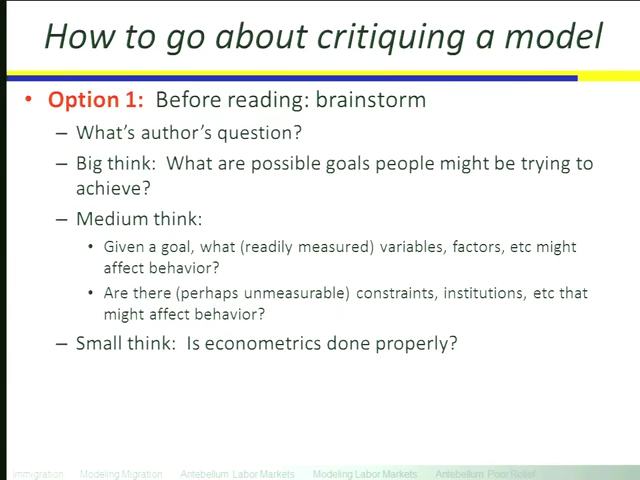 How to go about critiquing a model
• Option 1: Before reading: brainstorm
– What's author's question?
– Big think: What are possible goals people might be trying to
achieve?
– Medium think:
• Given a goal, what (readily measured) variables, factors, etc might
affect behavior?
• Are there (perhaps unmeasurable) constraints, institutions, etc that
might affect behavior?
– Small think: Is econometrics done properly?
Immigration Modeling Migration Antebellum Labor Markets Modeling Labor Markets Antebellum Poor Relief